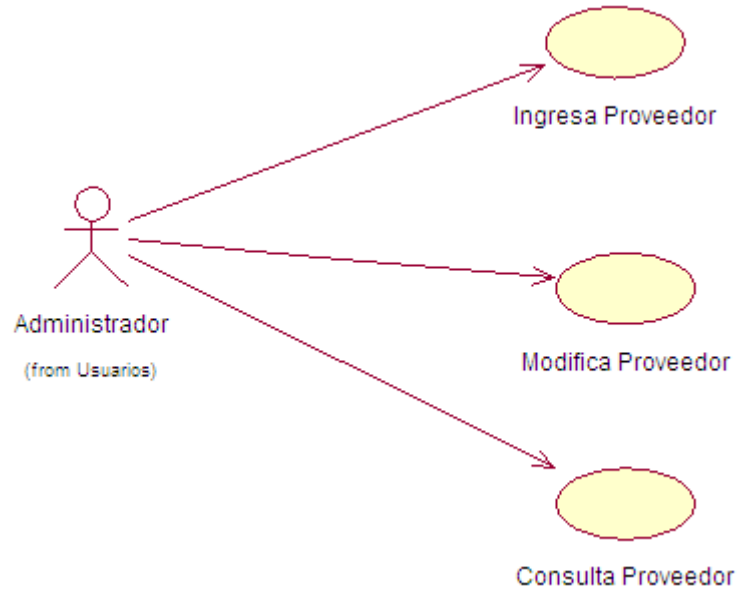 Ingresa Proveedor
Administrador
(from Usuarios)
Modifica Proveedor
Consulta Proveedor